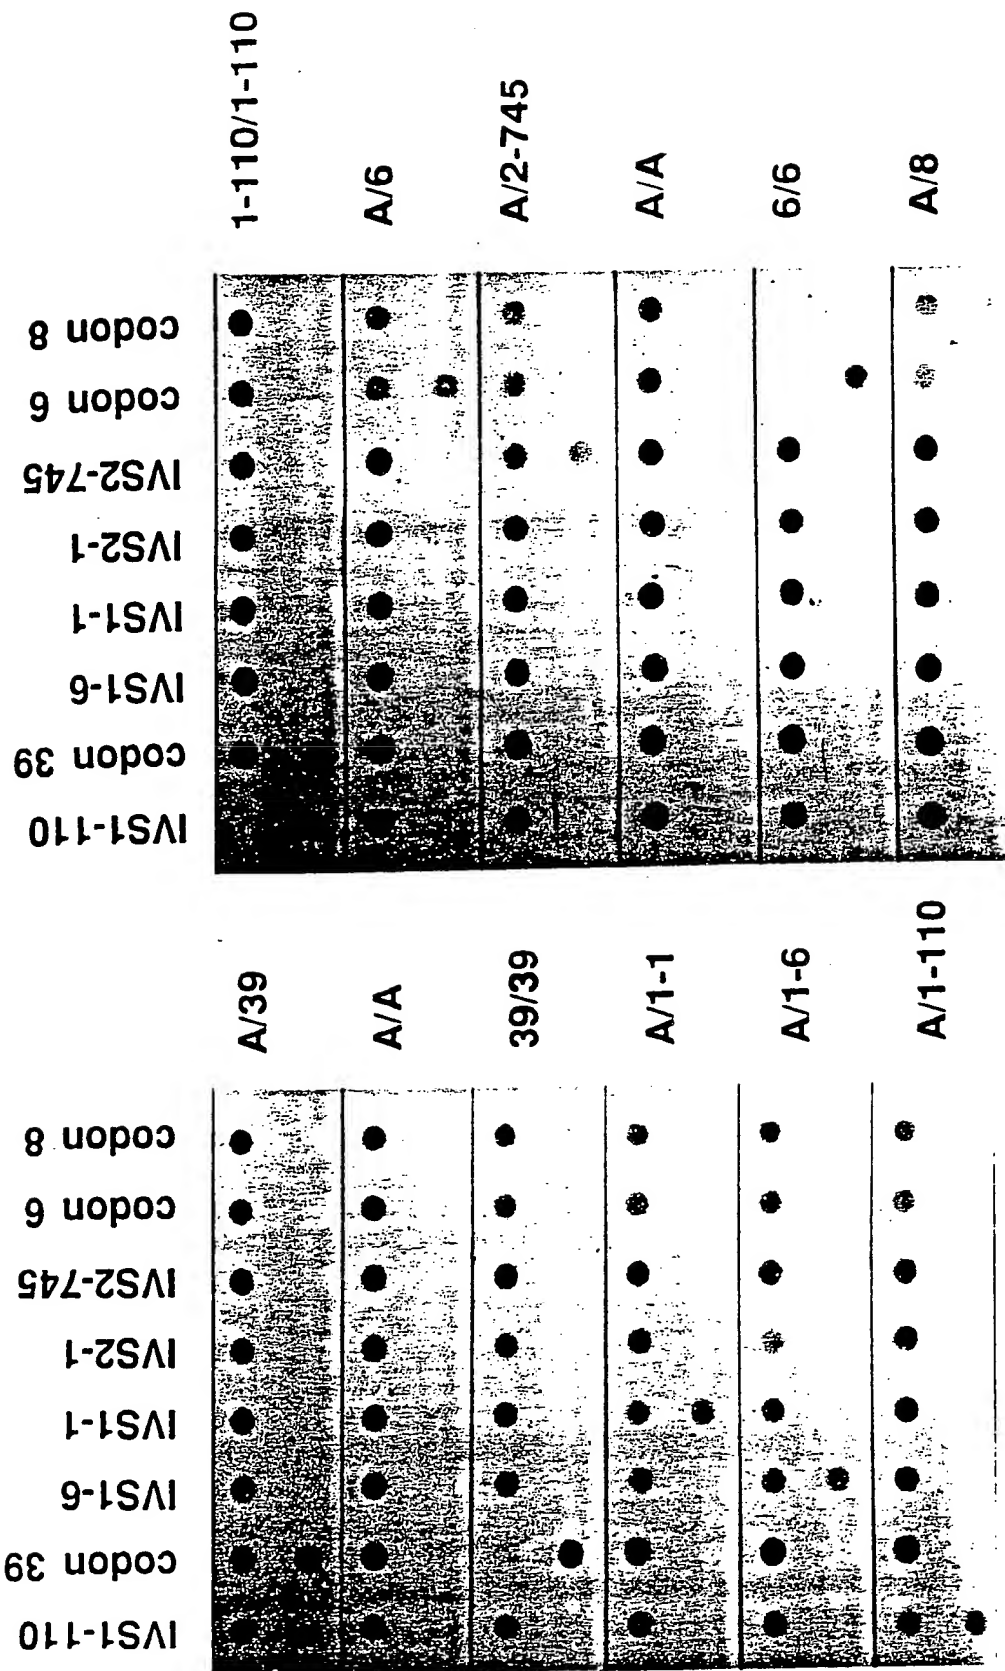 1-110/1-110
A/6
A/2-745
A/A
6/6
A/8
codon 8
codon 6
IVS2-745
IVS2-1
IVS1-1
IVS1-6
codon 39
IVS1-110
A/39
A/A
39/39
A/1-1
A/1-6
A/1-110
codon 8
codon 6
IVS2-745
IVS2-1
IVS1-1
IVS1-6
codon 39
IVS1-110